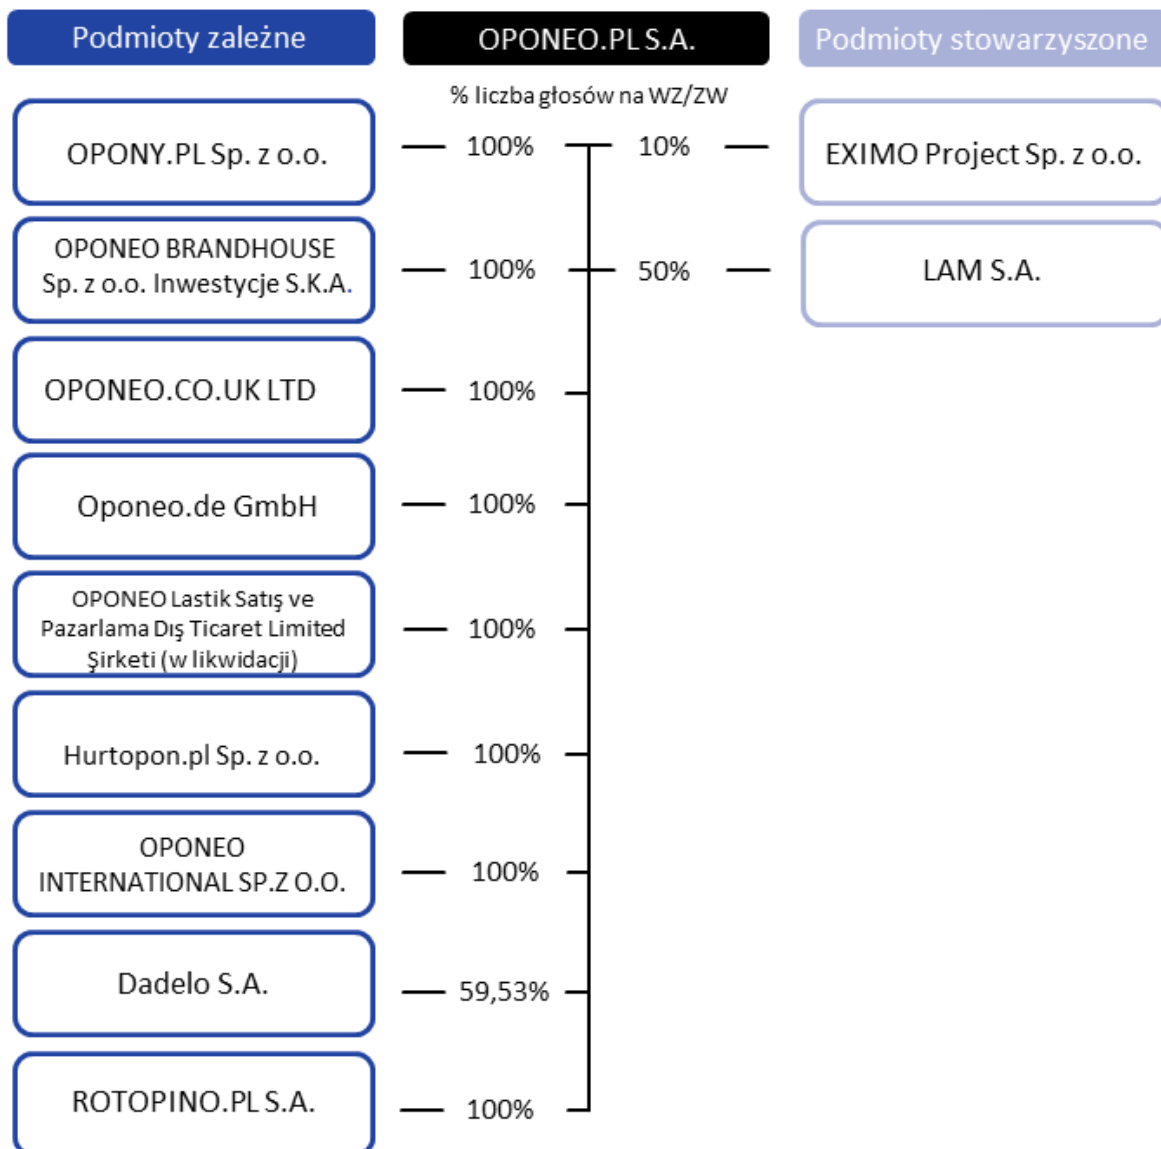 Podmioty zależne
OPONEO.PL S.A.
Podmioty stowarzyszone
% liczba głosów na WZ/ZW
OPONY.PL Sp. z o.o.
100%
10%
EXIMO Project Sp. z o.o.
OPONEO BRANDHOUSE
Sp. z o.o. Inwestycje S.K.A.
100%
50%
LAM S.A.
OPONEO.CO.UK LTD
100%
Oponeo.de GmbH
100%
OPONEO Lastik Satış ve
Pazarlama Dış Ticaret Limited
Şirketi (w likwidacji)
100%
Hurtopon.pl Sp. z o.o.
100%
OPONEO
INTERNATIONAL SP.Z O.O.
100%
Dadelo S.A.
59,53%
ROTOPINO.PL S.A.
100%